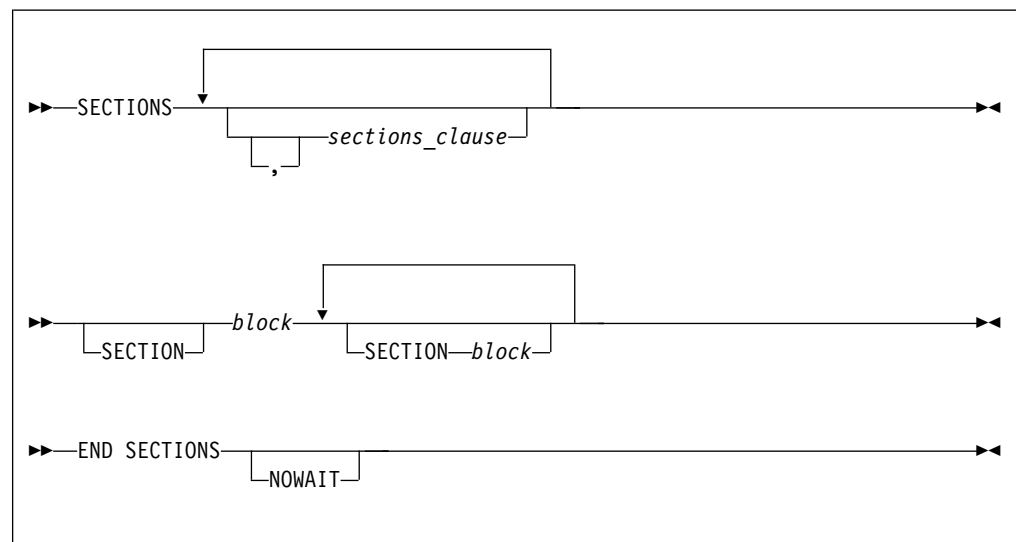 SECTIONS
sections_clause
,
block
SECTION
SECTION block
END SECTIONS
NOWAIT